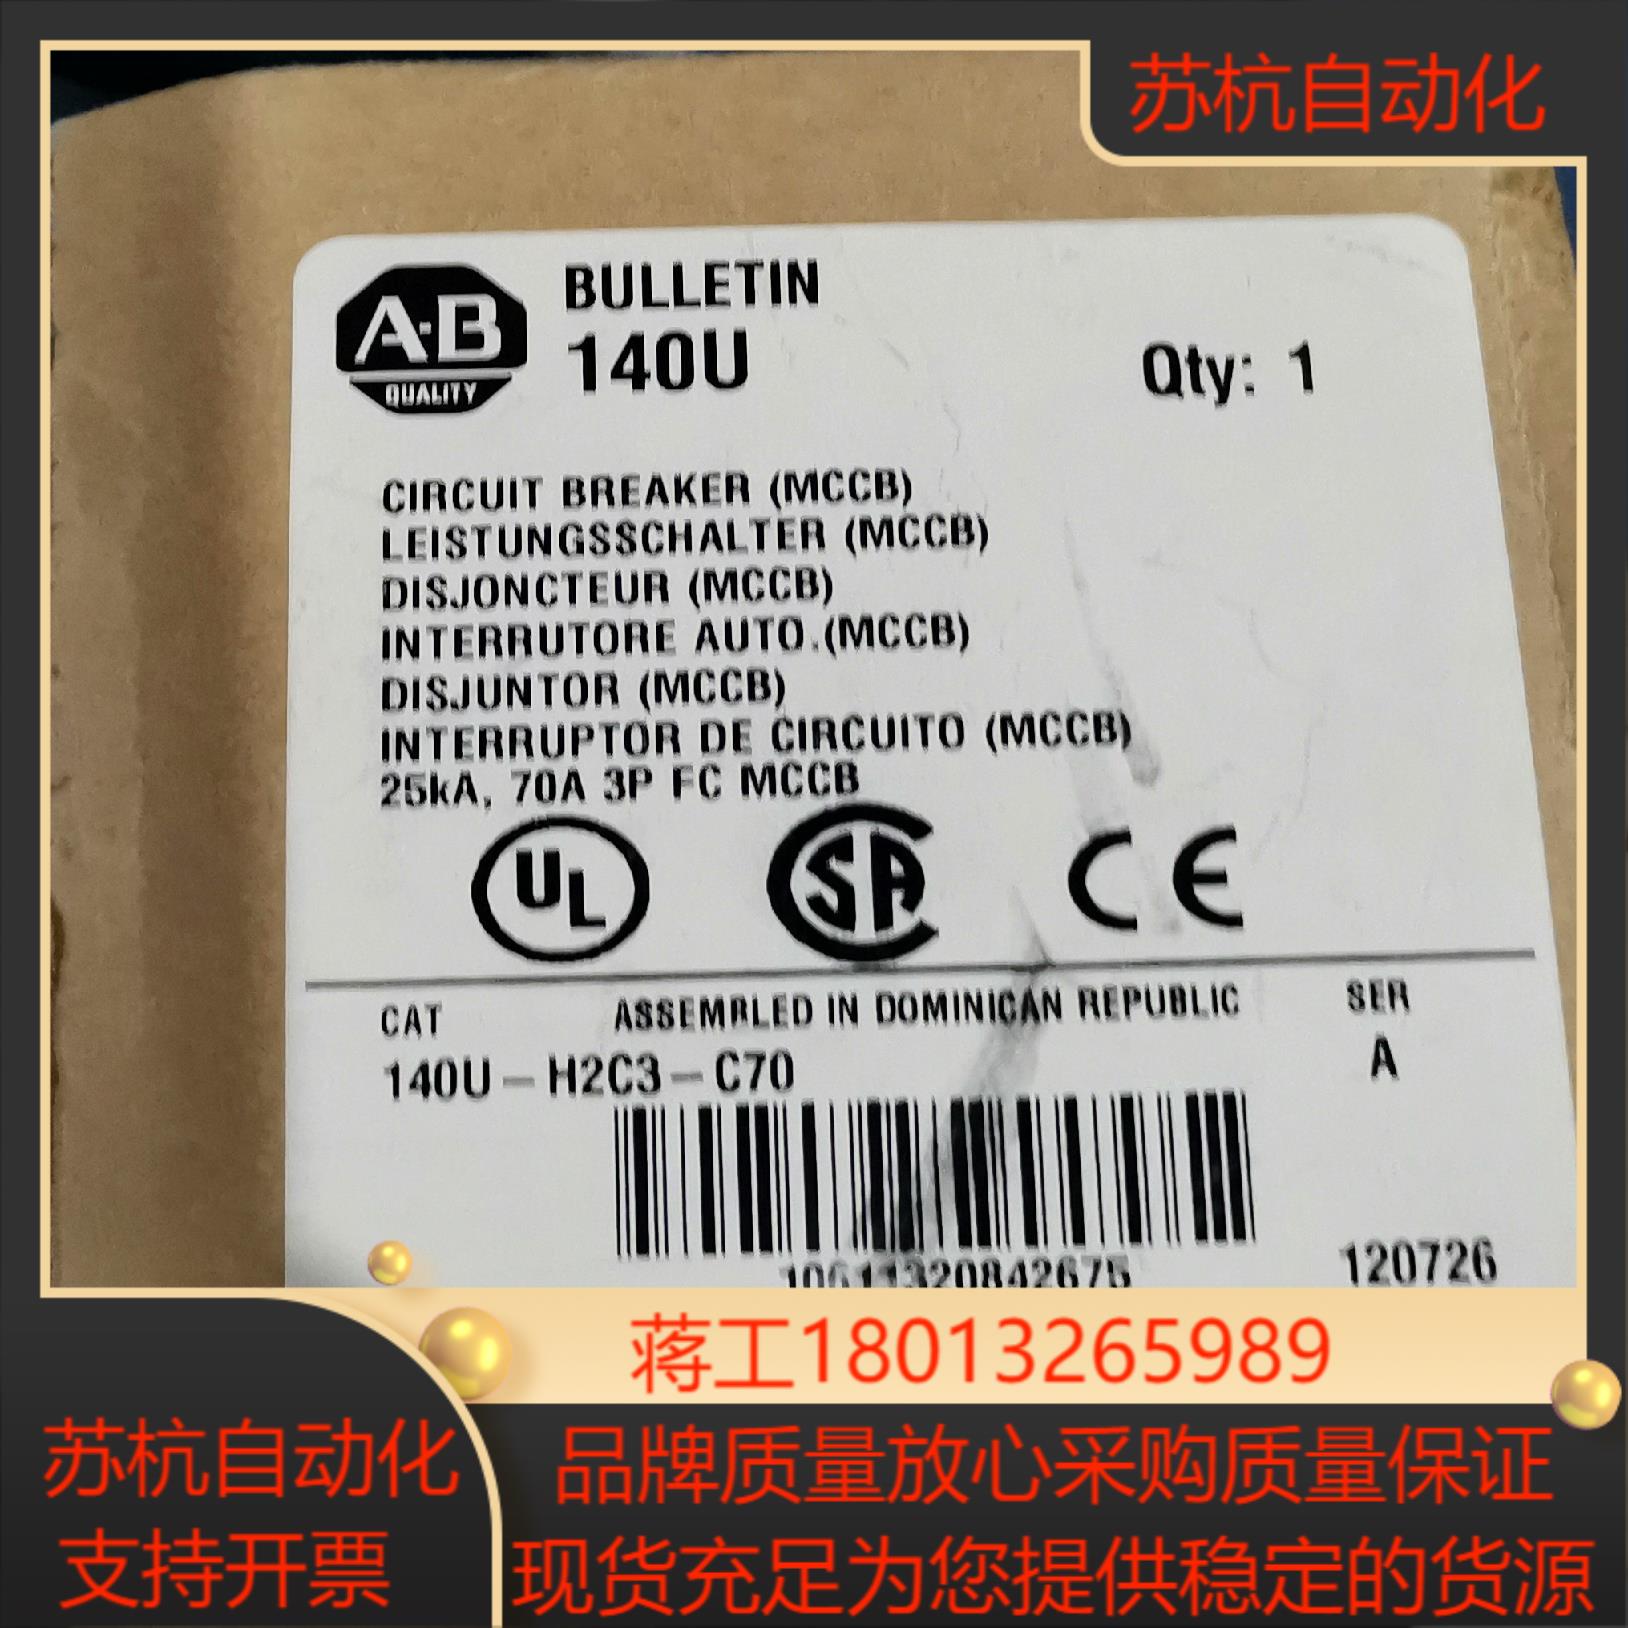 苏杭自动化
A-B
QUALITY
BULLETIN
140U
Qty: 1
CIRCUIT BREAKER (MCCB)
LEISTUNGSSCHALTER (MCCB)
DISJONCTEUR (MCCB)
INTERRUTORE AUTO.(MCCB)
DISJUNTOR (MCCB)
INTERRUPTOR DE CIRCUITO (MCCB)
25kA, 70A 3P FC MCCB
UL
SA
CE
CAT
ASSEMBLED IN DOMINICAN REPUBLIC
SER
140U-H2C3-C70
A
10611320842675
120726
蒋工18013265989
苏杭自动化
支持开票
品牌质量放心采购质量保证
现货充足为您提供稳定的货源